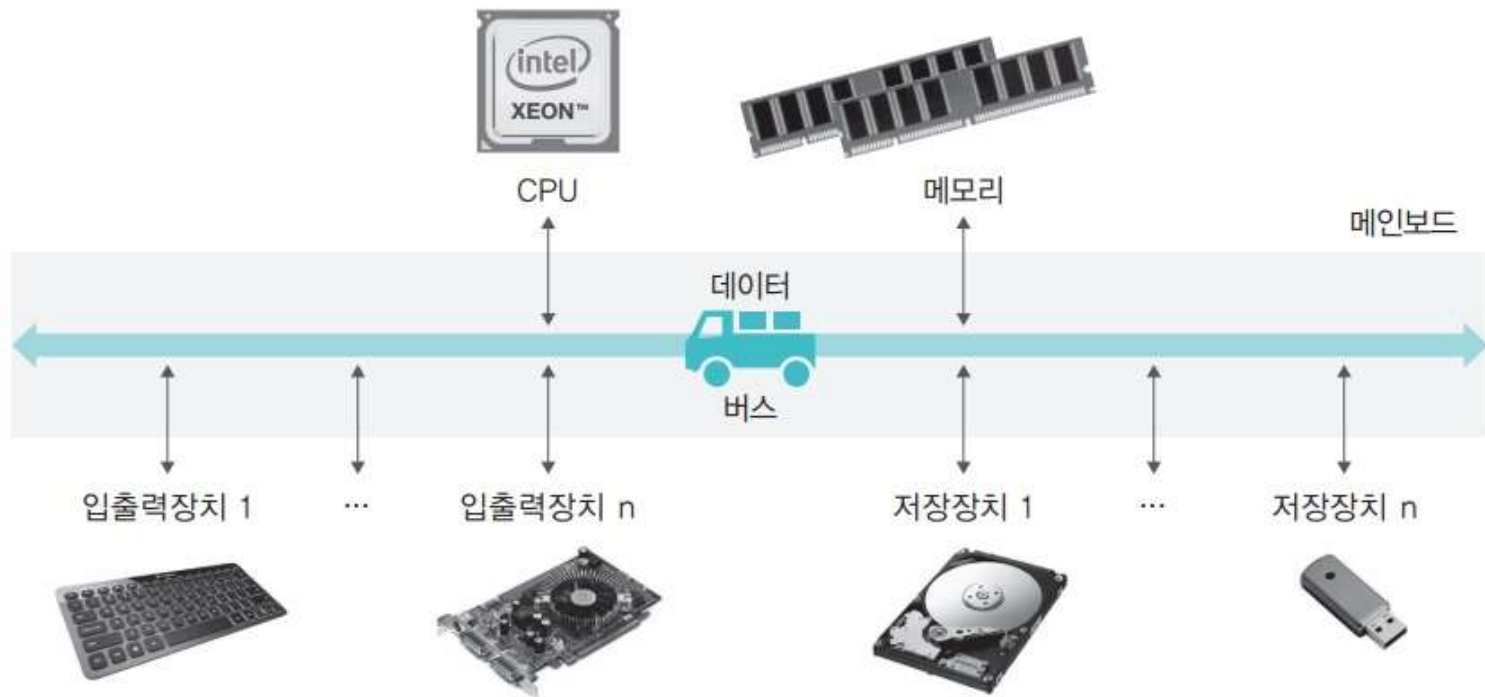 intel
XEON™
CPU
메모리
메인보드
데이터
버스
입출력장치 1
...
입출력장치 n
저장장치 1
...
저장장치 n